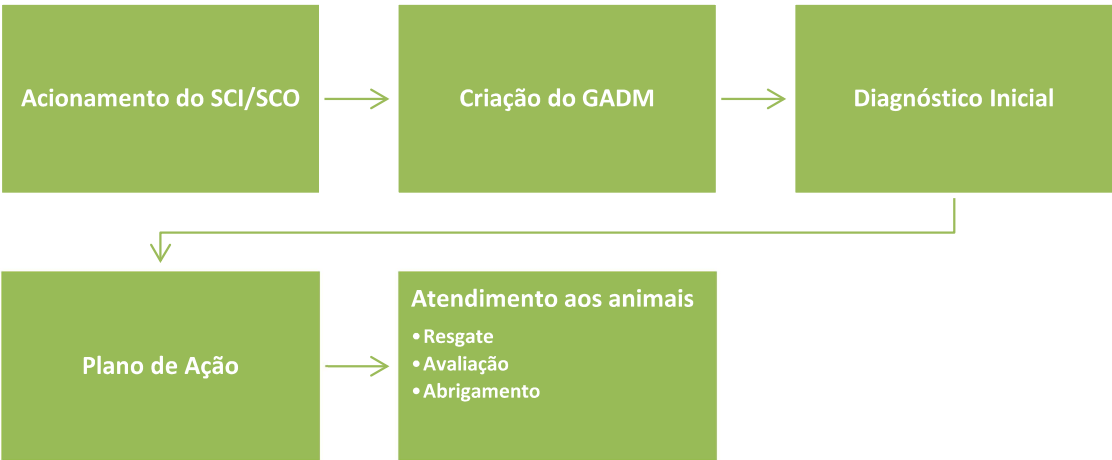 Acionamento do SCI/SCO
Criação do GADM
Diagnóstico Inicial
Plano de Ação
Atendimento aos animais
•Resgate
•Avaliação
•Abrigamento